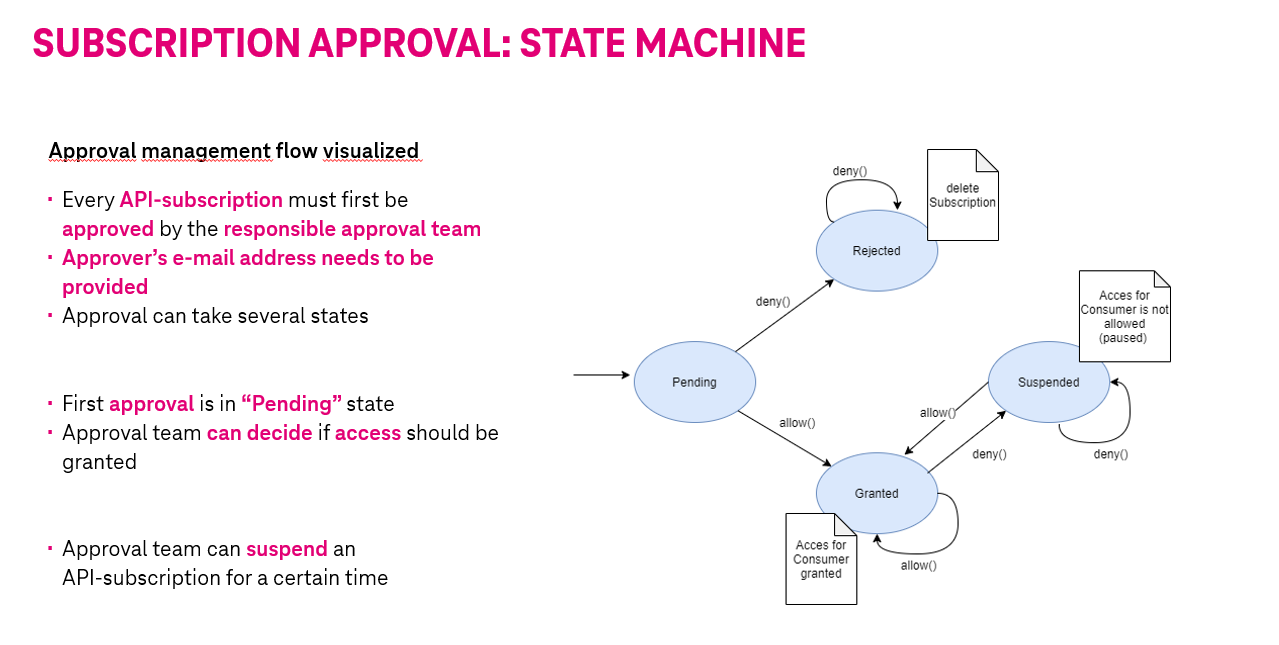 SUBSCRIPTION APPROVAL: STATE MACHINE
Approval management flow visualized
· Every API-subscription must first be
approved by the responsible approval team
· Approver’s e-mail address needs to be
provided
· Approval can take several states
· First approval is in “Pending” state
· Approval team can decide if access should be
granted
· Approval team can suspend an
API-subscription for a certain time
deny()
delete
Subscription
Rejected
deny()
Acces for
Consumer is not
allowed
(paused)
Pending
Suspended
allow()
allow()
deny()
deny()
Granted
Acces for
Consumer
granted
allow()